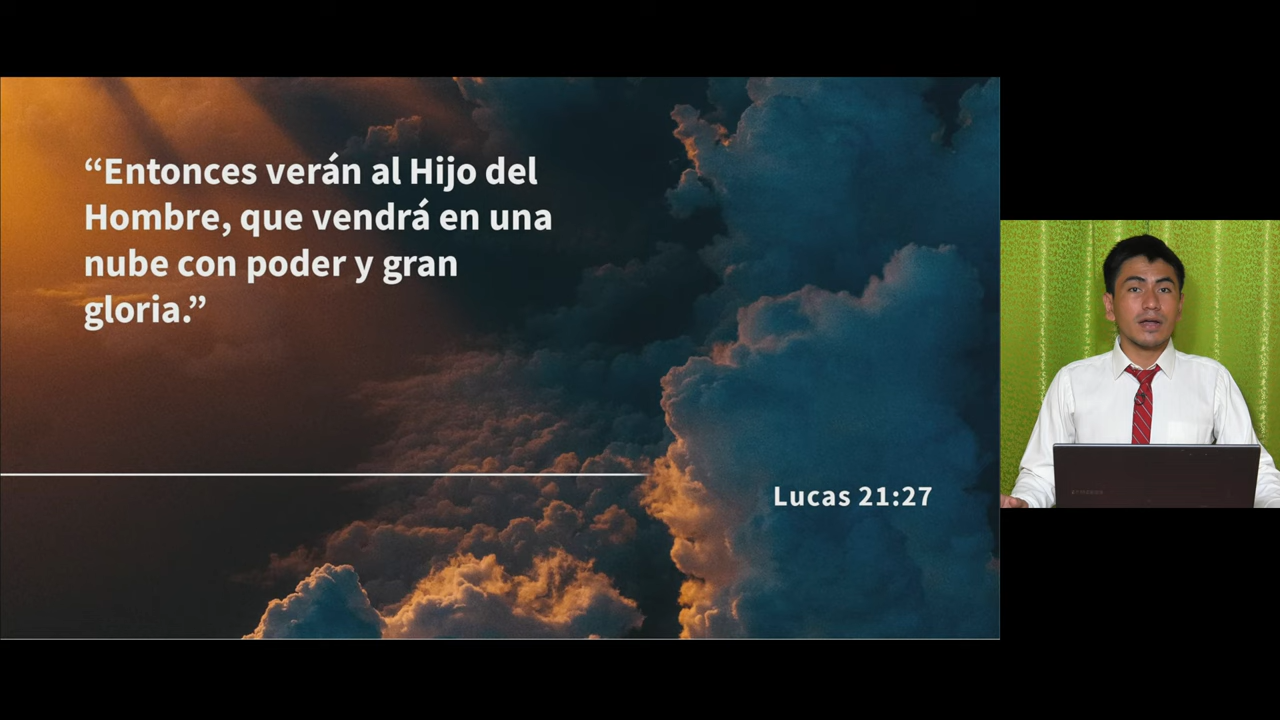 “Entonces verán al Hijo del
Hombre, que vendrá en una
nube con poder y gran
gloria.”
Lucas 21:27